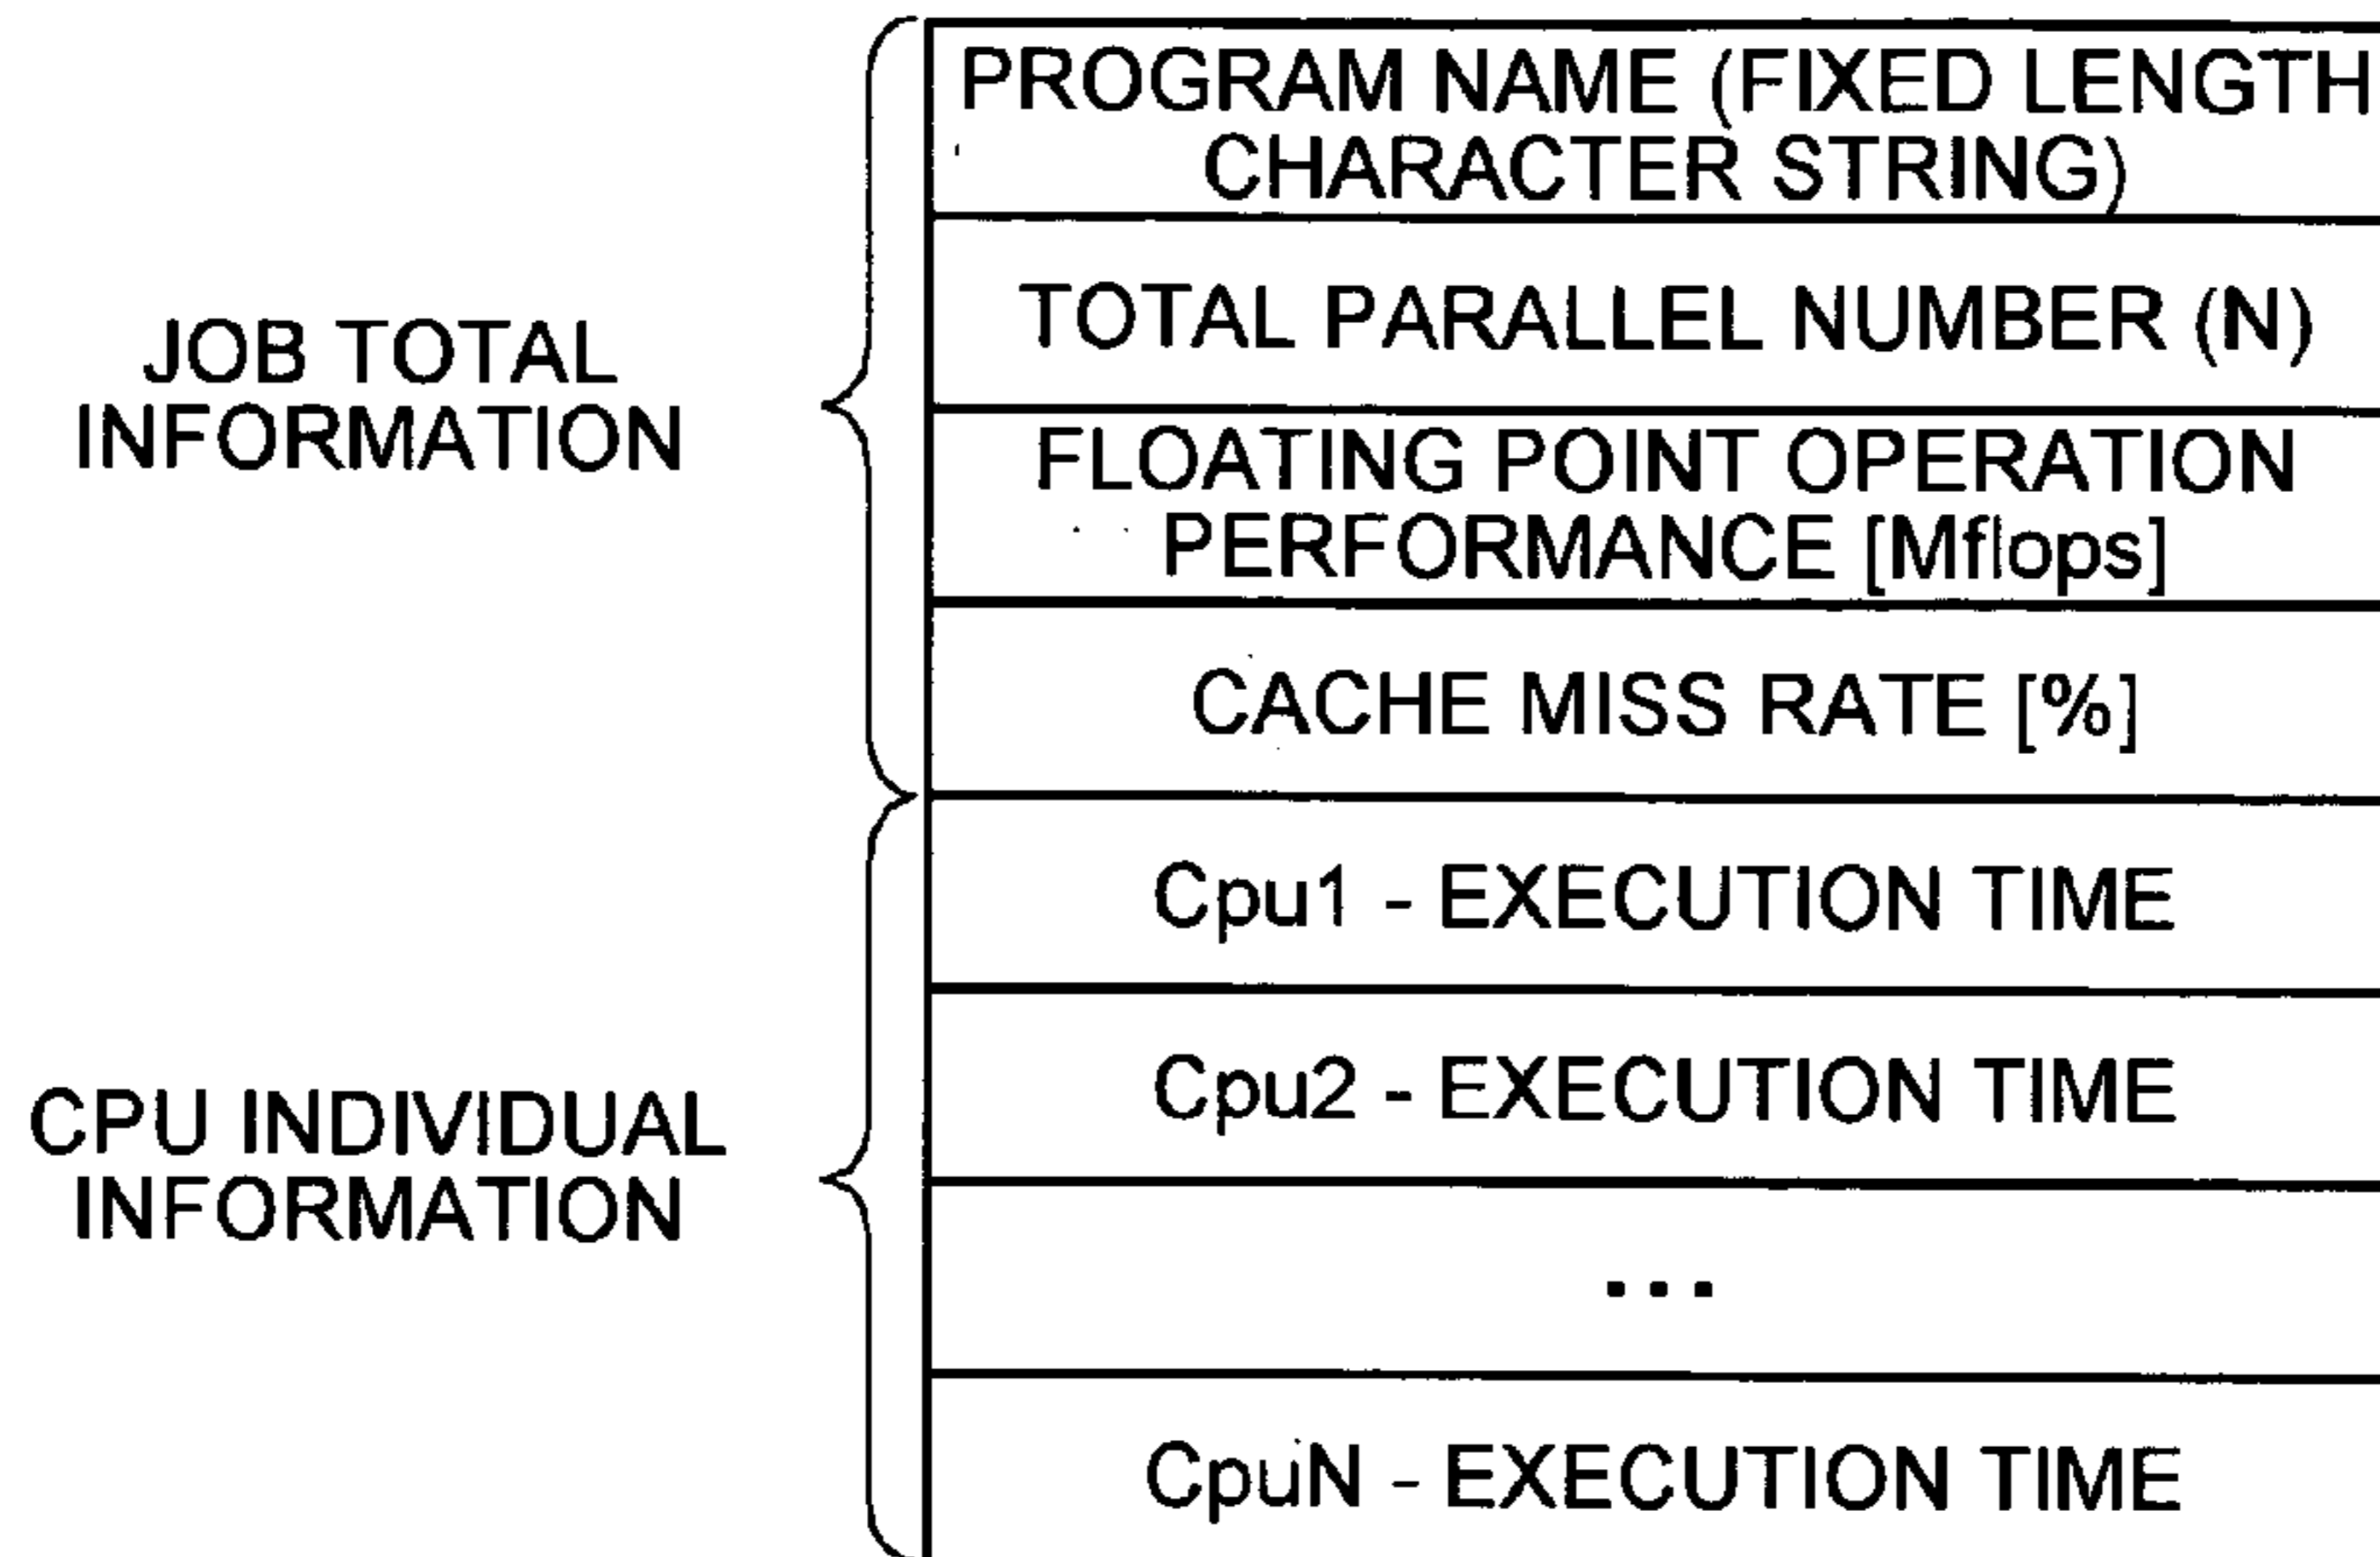 JOB TOTAL
INFORMATION
PROGRAM NAME (FIXED LENGTH
CHARACTER STRING)
TOTAL PARALLEL NUMBER (N)
FLOATING POINT OPERATION
PERFORMANCE [Mflops]
CACHE MISS RATE [%]
CPU INDIVIDUAL
INFORMATION
Cpu1 - EXECUTION TIME
Cpu2 - EXECUTION TIME
...
CpuN - EXECUTION TIME